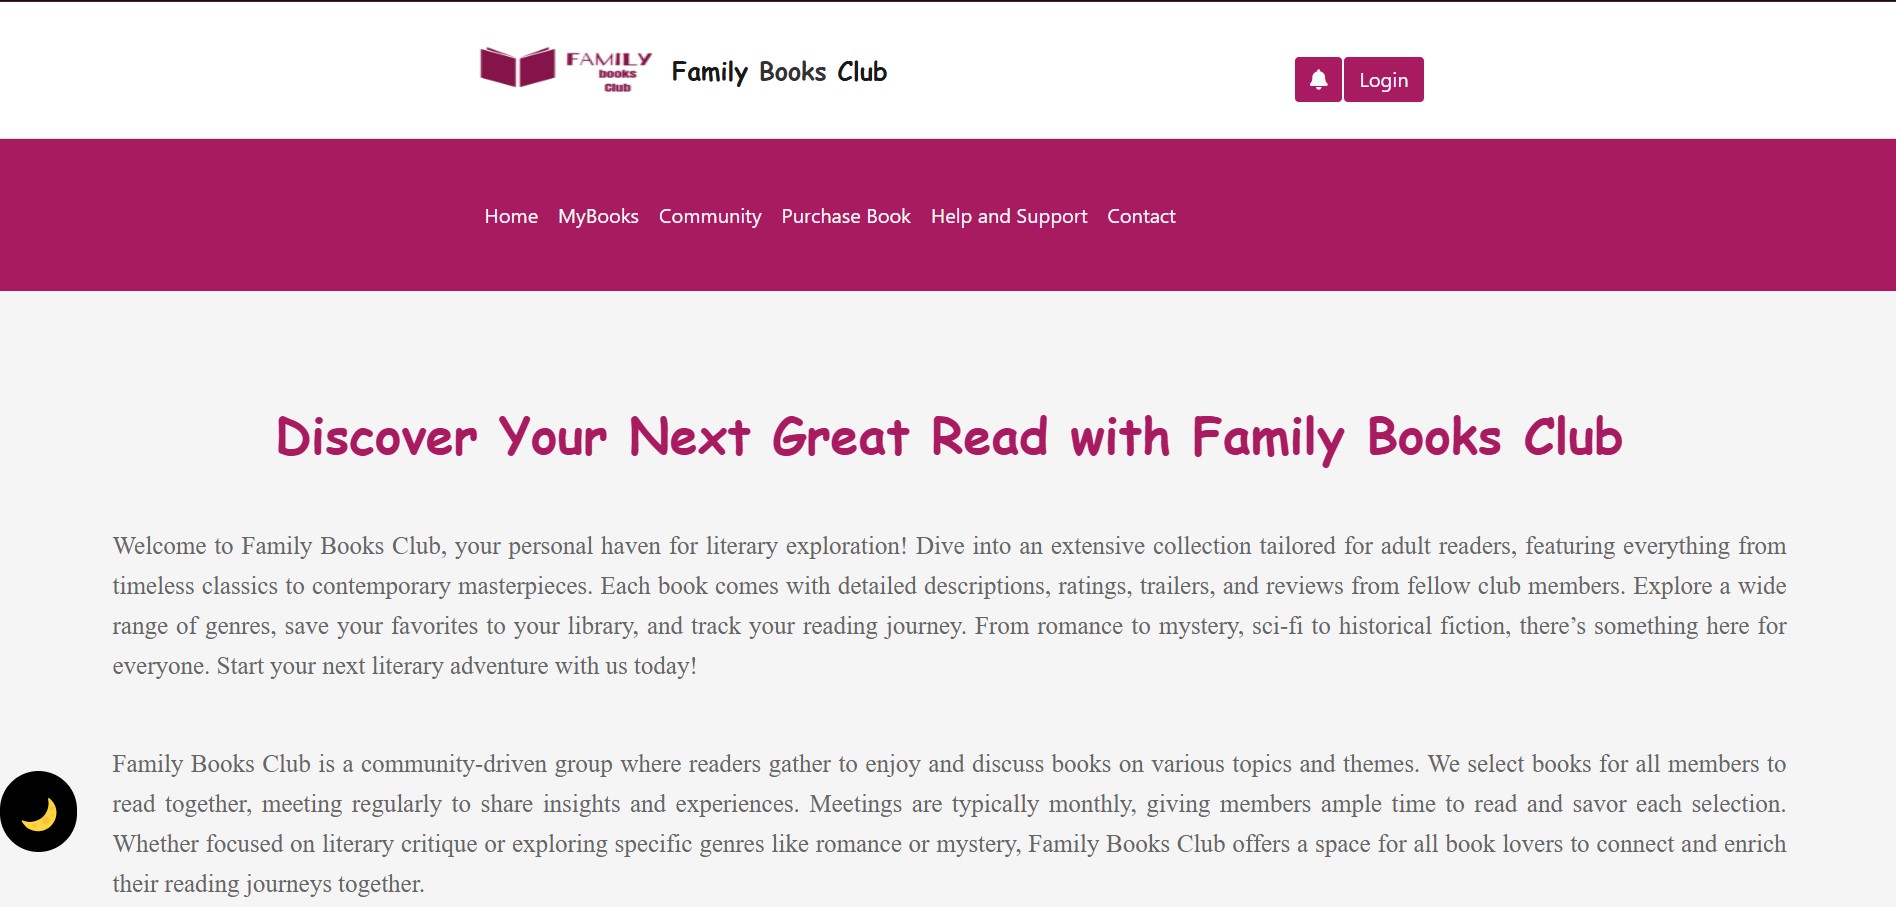 FAMILY
books
Club
Family Books Club
Login
Home MyBooks Community Purchase Book Help and Support Contact
Discover Your Next Great Read with Family Books Club
Welcome to Family Books Club, your personal haven for literary exploration! Dive into an extensive collection tailored for adult readers, featuring everything from
timeless classics to contemporary masterpieces. Each book comes with detailed descriptions, ratings, trailers, and reviews from fellow club members. Explore a wide
range of genres, save your favorites to your library, and track your reading journey. From romance to mystery, sci-fi to historical fiction, there’s something here for
everyone. Start your next literary adventure with us today!
Family Books Club is a community-driven group where readers gather to enjoy and discuss books on various topics and themes. We select books for all members to
read together, meeting regularly to share insights and experiences. Meetings are typically monthly, giving members ample time to read and savor each selection.
Whether focused on literary critique or exploring specific genres like romance or mystery, Family Books Club offers a space for all book lovers to connect and enrich
their reading journeys together.